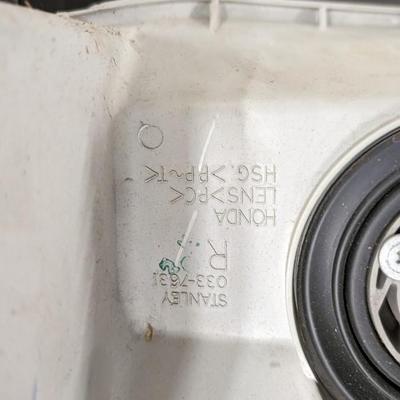 STANLEY
033-7631
R
HONDA
LENS>PC<
HSG.>PP~T<